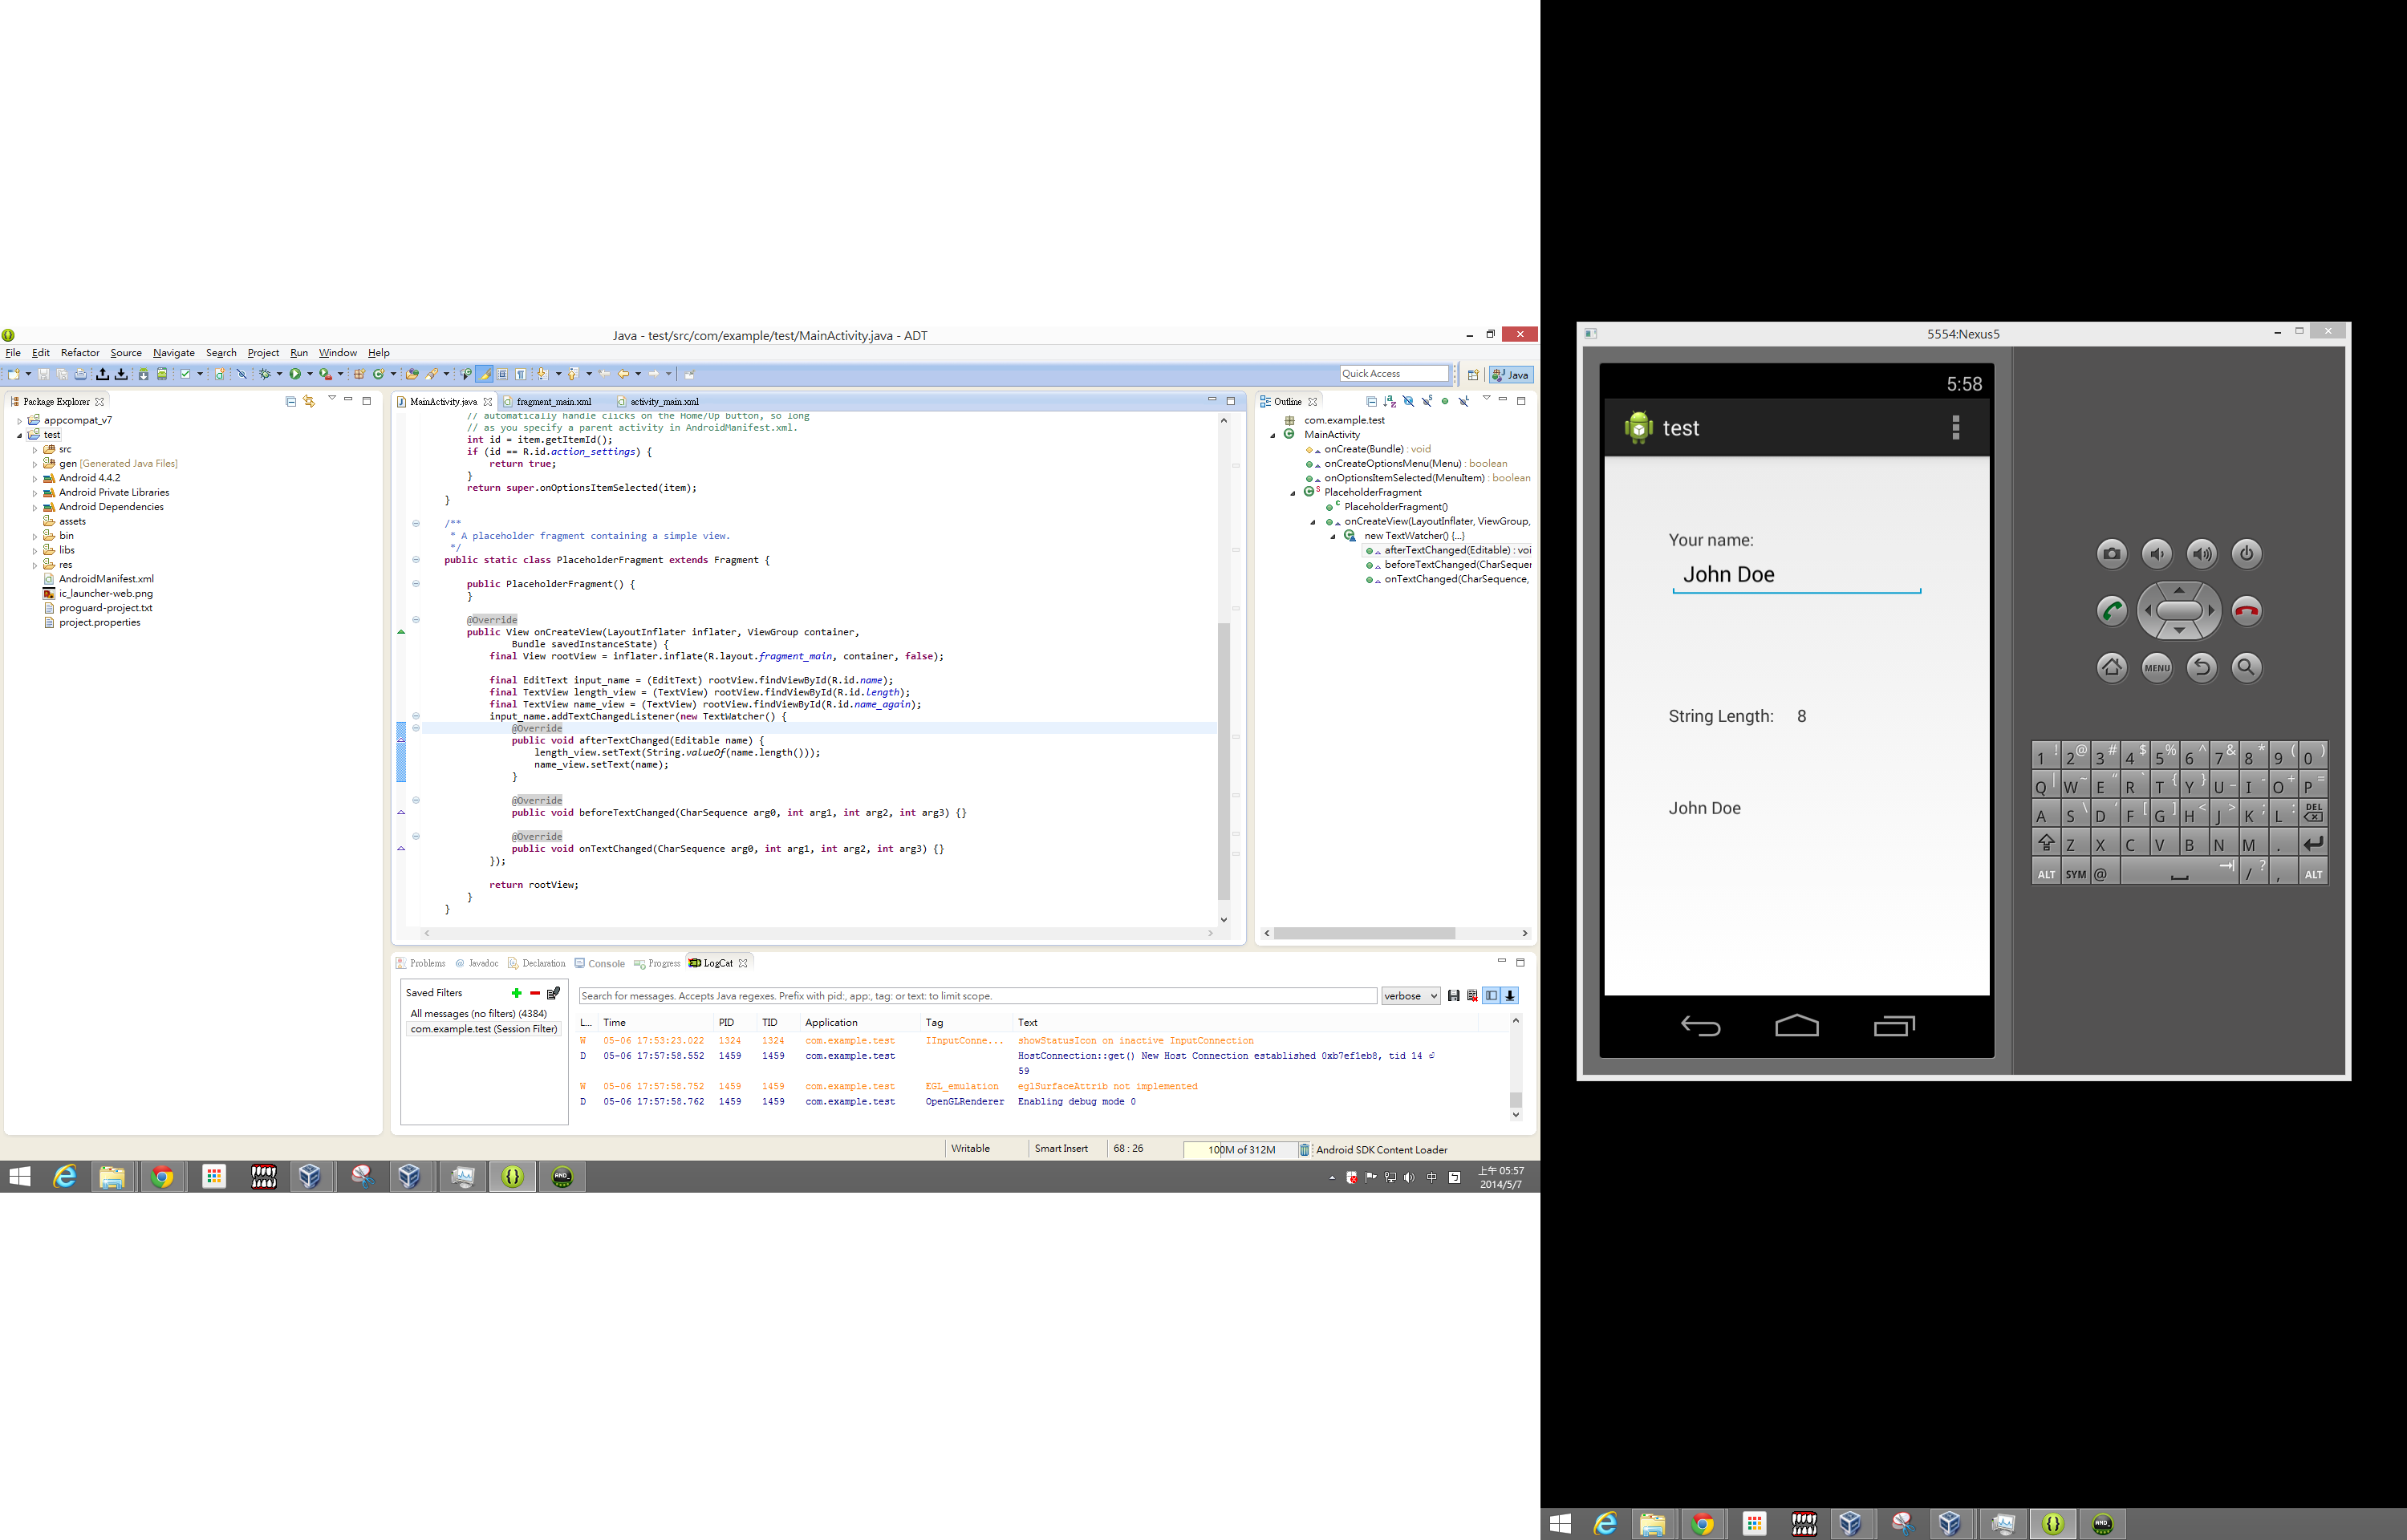 Java - test/src/com/example/test/MainActivity.java - ADT
File Edit Refactor Source Navigate Search Project Run Window Help
Quick Access
Java
Package Explorer
appcompat_v7
test
src
gen [Generated Java Files]
Android 4.4.2
Android Private Libraries
Android Dependencies
assets
bin
libs
res
AndroidManifest.xml
ic_launcher-web.png
proguard-project.txt
project.properties
MainActivity.java fragment_main.xml activity_main.xml
// automatically handle clicks on the Home/Up button, so long
// as you specify a parent activity in AndroidManifest.xml.
int id = item.getItemId();
if (id == R.id.action_settings) {
return true;
}
return super.onOptionsItemSelected(item);
}
/**
* A placeholder fragment containing a simple view.
*/
public static class PlaceholderFragment extends Fragment {
public PlaceholderFragment() {
}
@Override
public View onCreateView(LayoutInflater inflater, ViewGroup container,
Bundle savedInstanceState) {
final View rootView = inflater.inflate(R.layout.fragment_main, container, false);
final EditText input_name = (EditText) rootView.findViewById(R.id.name);
final TextView length_view = (TextView) rootView.findViewById(R.id.length);
final TextView name_view = (TextView) rootView.findViewById(R.id.name_again);
input_name.addTextChangedListener(new TextWatcher() {
@Override
public void afterTextChanged(Editable name) {
length_view.setText(String.valueOf(name.length()));
name_view.setText(name);
}
@Override
public void beforeTextChanged(CharSequence arg0, int arg1, int arg2, int arg3) {}
@Override
public void onTextChanged(CharSequence arg0, int arg1, int arg2, int arg3) {}
});
return rootView;
}
}
Outline
com.example.test
MainActivity
onCreate(Bundle) : void
onCreateOptionsMenu(Menu) : boolean
onOptionsItemSelected(MenuItem) : boolean
PlaceholderFragment
PlaceholderFragment()
onCreateView(LayoutInflater, ViewGroup,
new TextWatcher() {...}
afterTextChanged(Editable) : voi
beforeTextChanged(CharSequer
onTextChanged(CharSequence,
Problems @ Javadoc Declaration Console Progress LogCat
Saved Filters
All messages (no filters) (4384)
com.example.test (Session Filter)
Search for messages. Accepts Java regexes. Prefix with pid:, app:, tag: or text: to limit scope.
verbose
L... Time PID TID Application Tag Text
W 05-06 17:53:23.022 1324 1324 com.example.test IInputConne... showStatusIcon on inactive InputConnection
D 05-06 17:57:58.552 1459 1459 com.example.test HostConnection::get() New Host Connection established 0xb7ef1eb8, tid 14
59
W 05-06 17:57:58.752 1459 1459 com.example.test EGL_emulation eglSurfaceAttrib not implemented
D 05-06 17:57:58.762 1459 1459 com.example.test OpenGLRenderer Enabling debug mode 0
Writable Smart Insert 68 : 26 100M of 312M Android SDK Content Loader
中
上午 05:57
2014/5/7
5554:Nexus5
5:58
test
Your name:
John Doe
String Length: 8
John Doe
MENU
1 ! 2 @ 3 # 4 $ 5 % 6 ^ 7 & 8 * 9 ( 0 )
Q | W ~ E " R ` T { Y } U _ I - O + P =
A S \ D ' F [ G ] H < J > K ; L : DEL
Z X C V B N M .
ALT SYM @ / ? , ALT